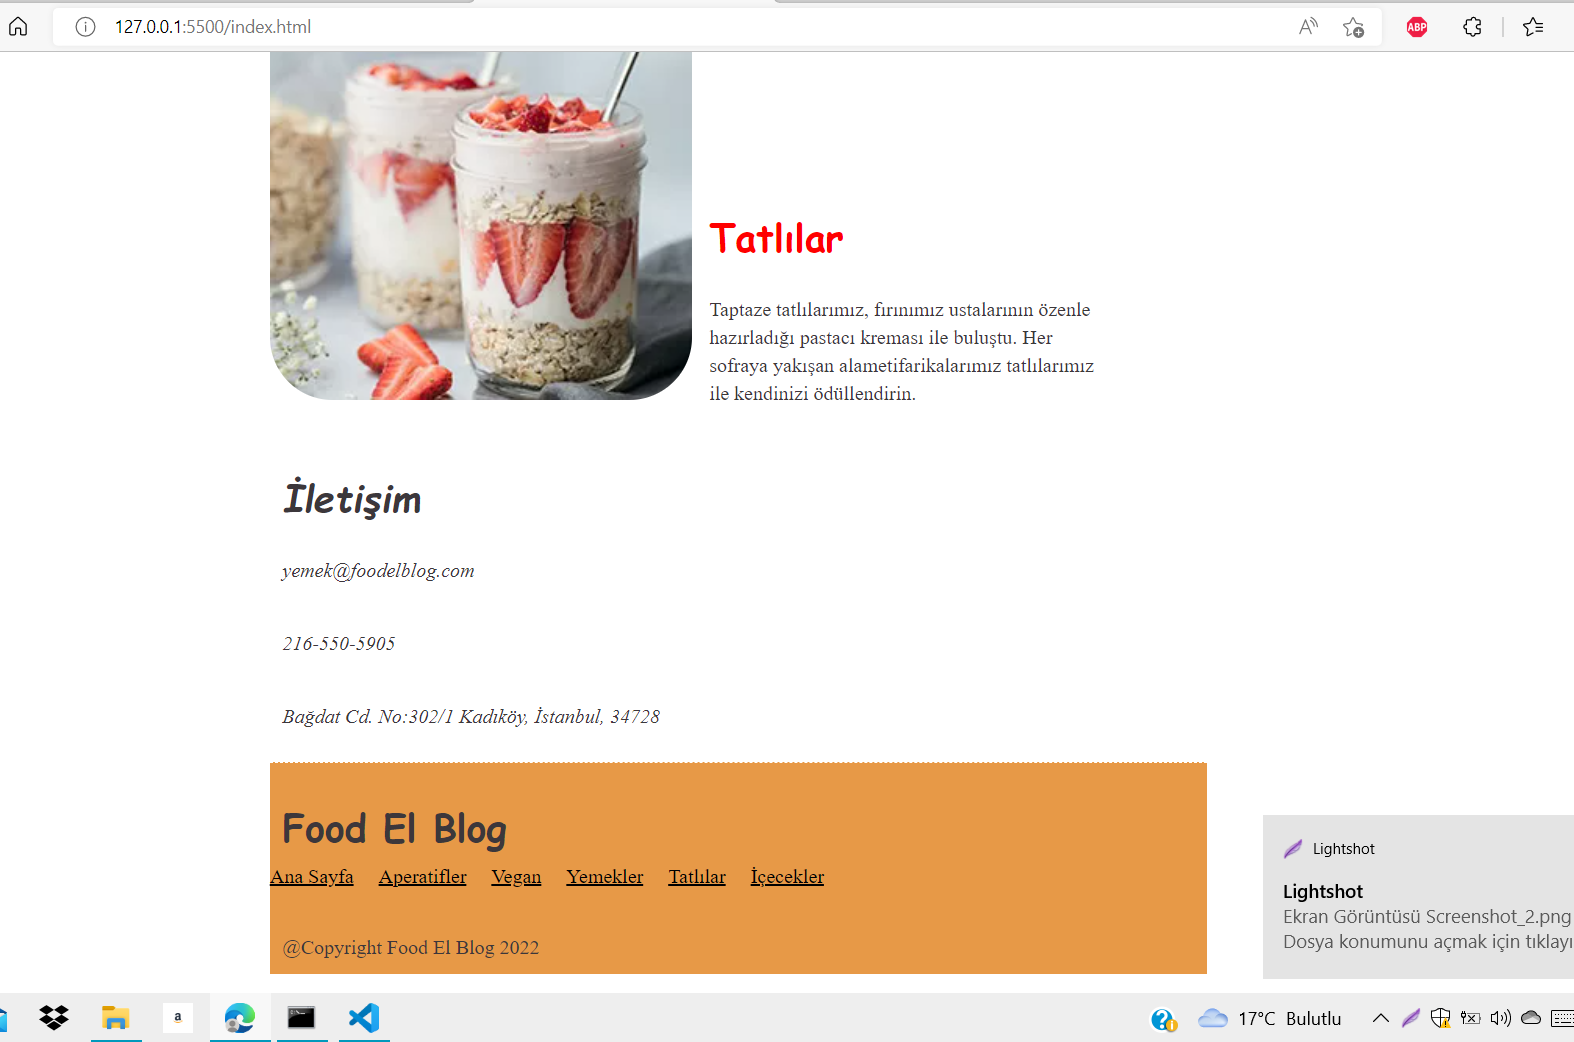 127.0.0.1:5500/index.html
ABP
Tatlılar
Taptaze tatlılarımız, fırınımız ustalarının özenle
hazırladığı pastacı kreması ile buluştu. Her
sofraya yakışan alametifarikalarımız tatlılarımız
ile kendinizi ödüllendirin.
İletişim
yemek@foodelblog.com
216-550-5905
Bağdat Cd. No:302/1 Kadıköy, İstanbul, 34728
Food El Blog
Ana Sayfa Aperatifler Vegan Yemekler Tatlılar İçecekler
@Copyright Food El Blog 2022
Lightshot
Lightshot
Ekran Görüntüsü Screenshot_2.png
Dosya konumunu açmak için tıklayı
a
17°C Bulutlu